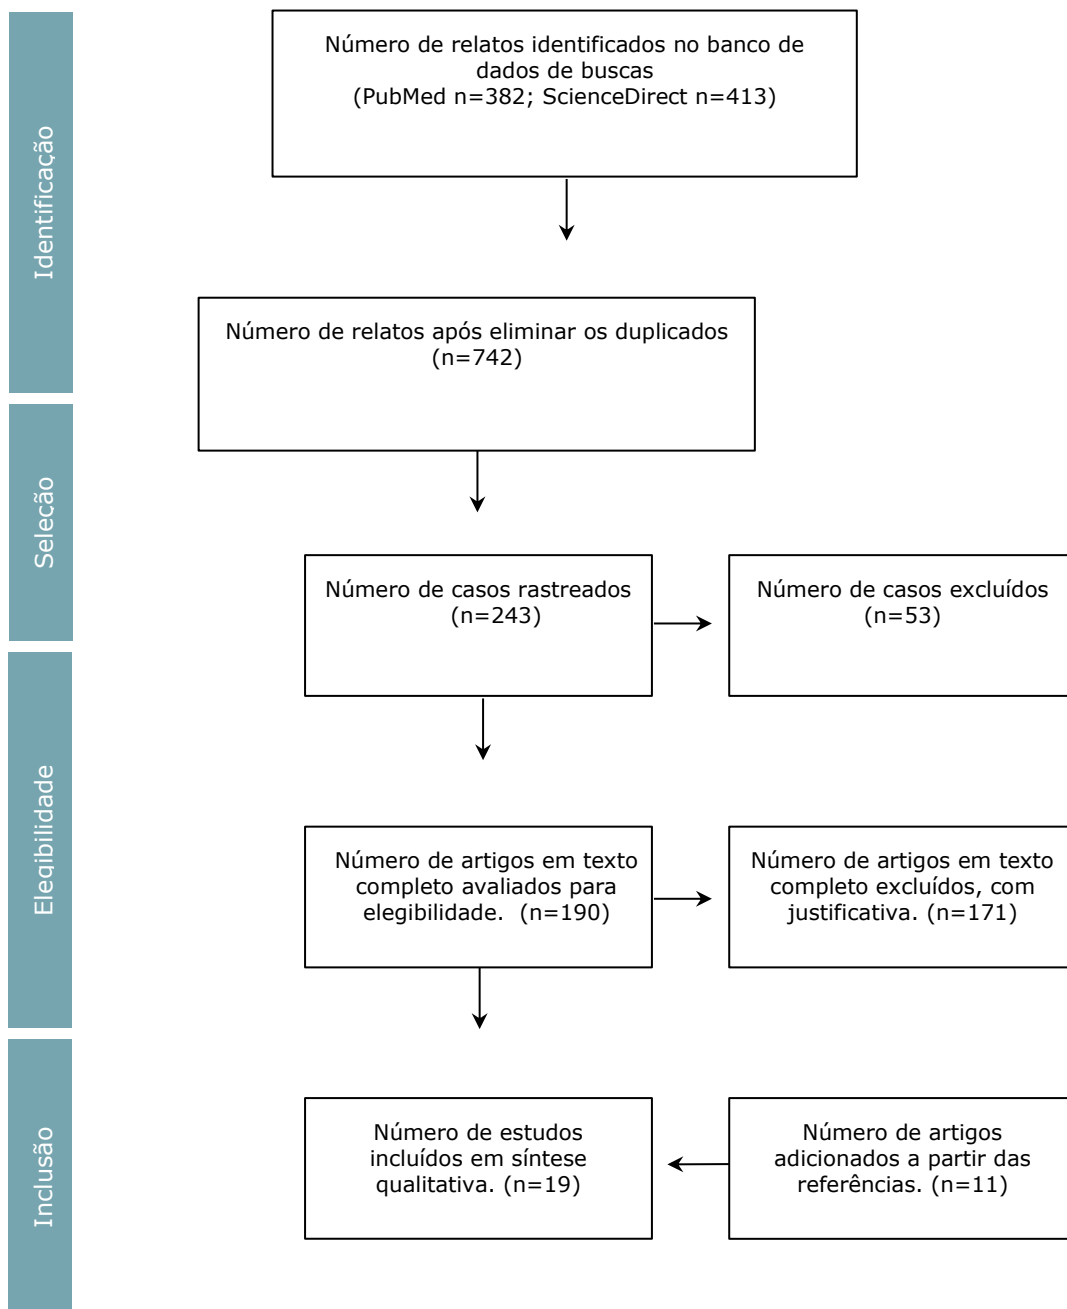 Identificação
Número de relatos identificados no banco de
dados de buscas
(PubMed n=382; ScienceDirect n=413)
Número de relatos após eliminar os duplicados
(n=742)
Seleção
Número de casos rastreados
(n=243)
Número de casos excluídos
(n=53)
Elegibilidade
Número de artigos em texto
completo avaliados para
elegibilidade. (n=190)
Número de artigos em texto
completo excluídos, com
justificativa. (n=171)
Inclusão
Número de estudos
incluídos em síntese
qualitativa. (n=19)
Número de artigos
adicionados a partir das
referências. (n=11)